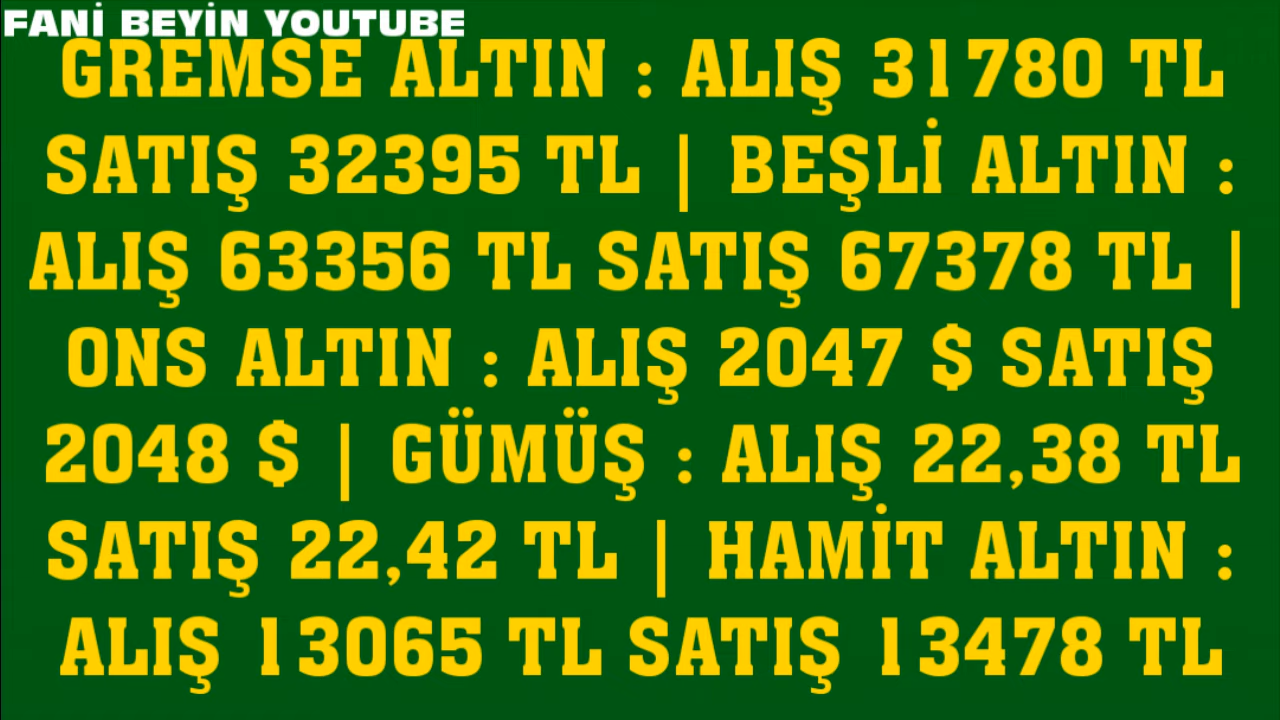 FANİ BEYİN YOUTUBE
GREMSE ALTIN : ALIŞ 31780 TL
SATIŞ 32395 TL | BEŞLİ ALTIN :
ALIŞ 63356 TL SATIŞ 67378 TL |
ONS ALTIN : ALIŞ 2047 $ SATIŞ
2048 $ | GÜMÜŞ : ALIŞ 22,38 TL
SATIŞ 22,42 TL | HAMİT ALTIN :
ALIŞ 13065 TL SATIŞ 13478 TL